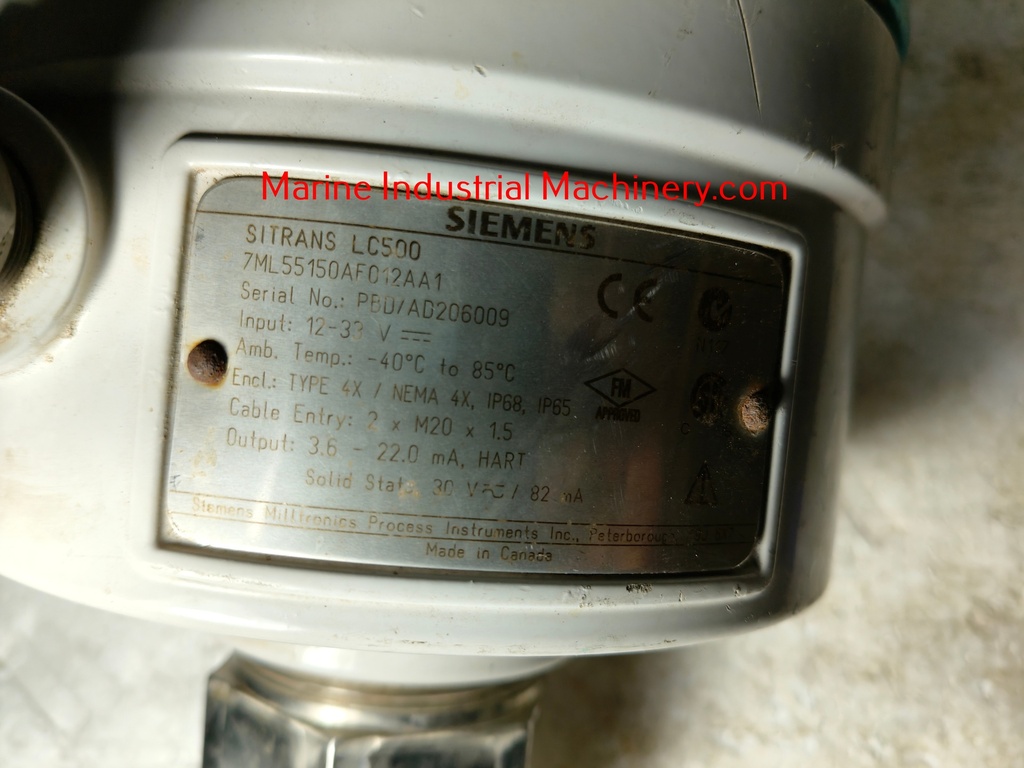 Marine Industrial Machinery.com
SIEMENS
SITRANS LC500
7ML55150AF012AA1
Serial No.: PBD/AD206009
Input: 12-33 V
Amb. Temp.: -40°C to 85°C
Encl.: TYPE 4X / NEMA 4X, IP68, IP65
Cable Entry: 2 x M20 x 1.5
Output: 3.6 - 22.0 mA, HART
Solid State, 30 V / 82 mA
CE
FM
APPROVED
Siemens Milltronics Process Instruments Inc., Peterborough
Made in Canada